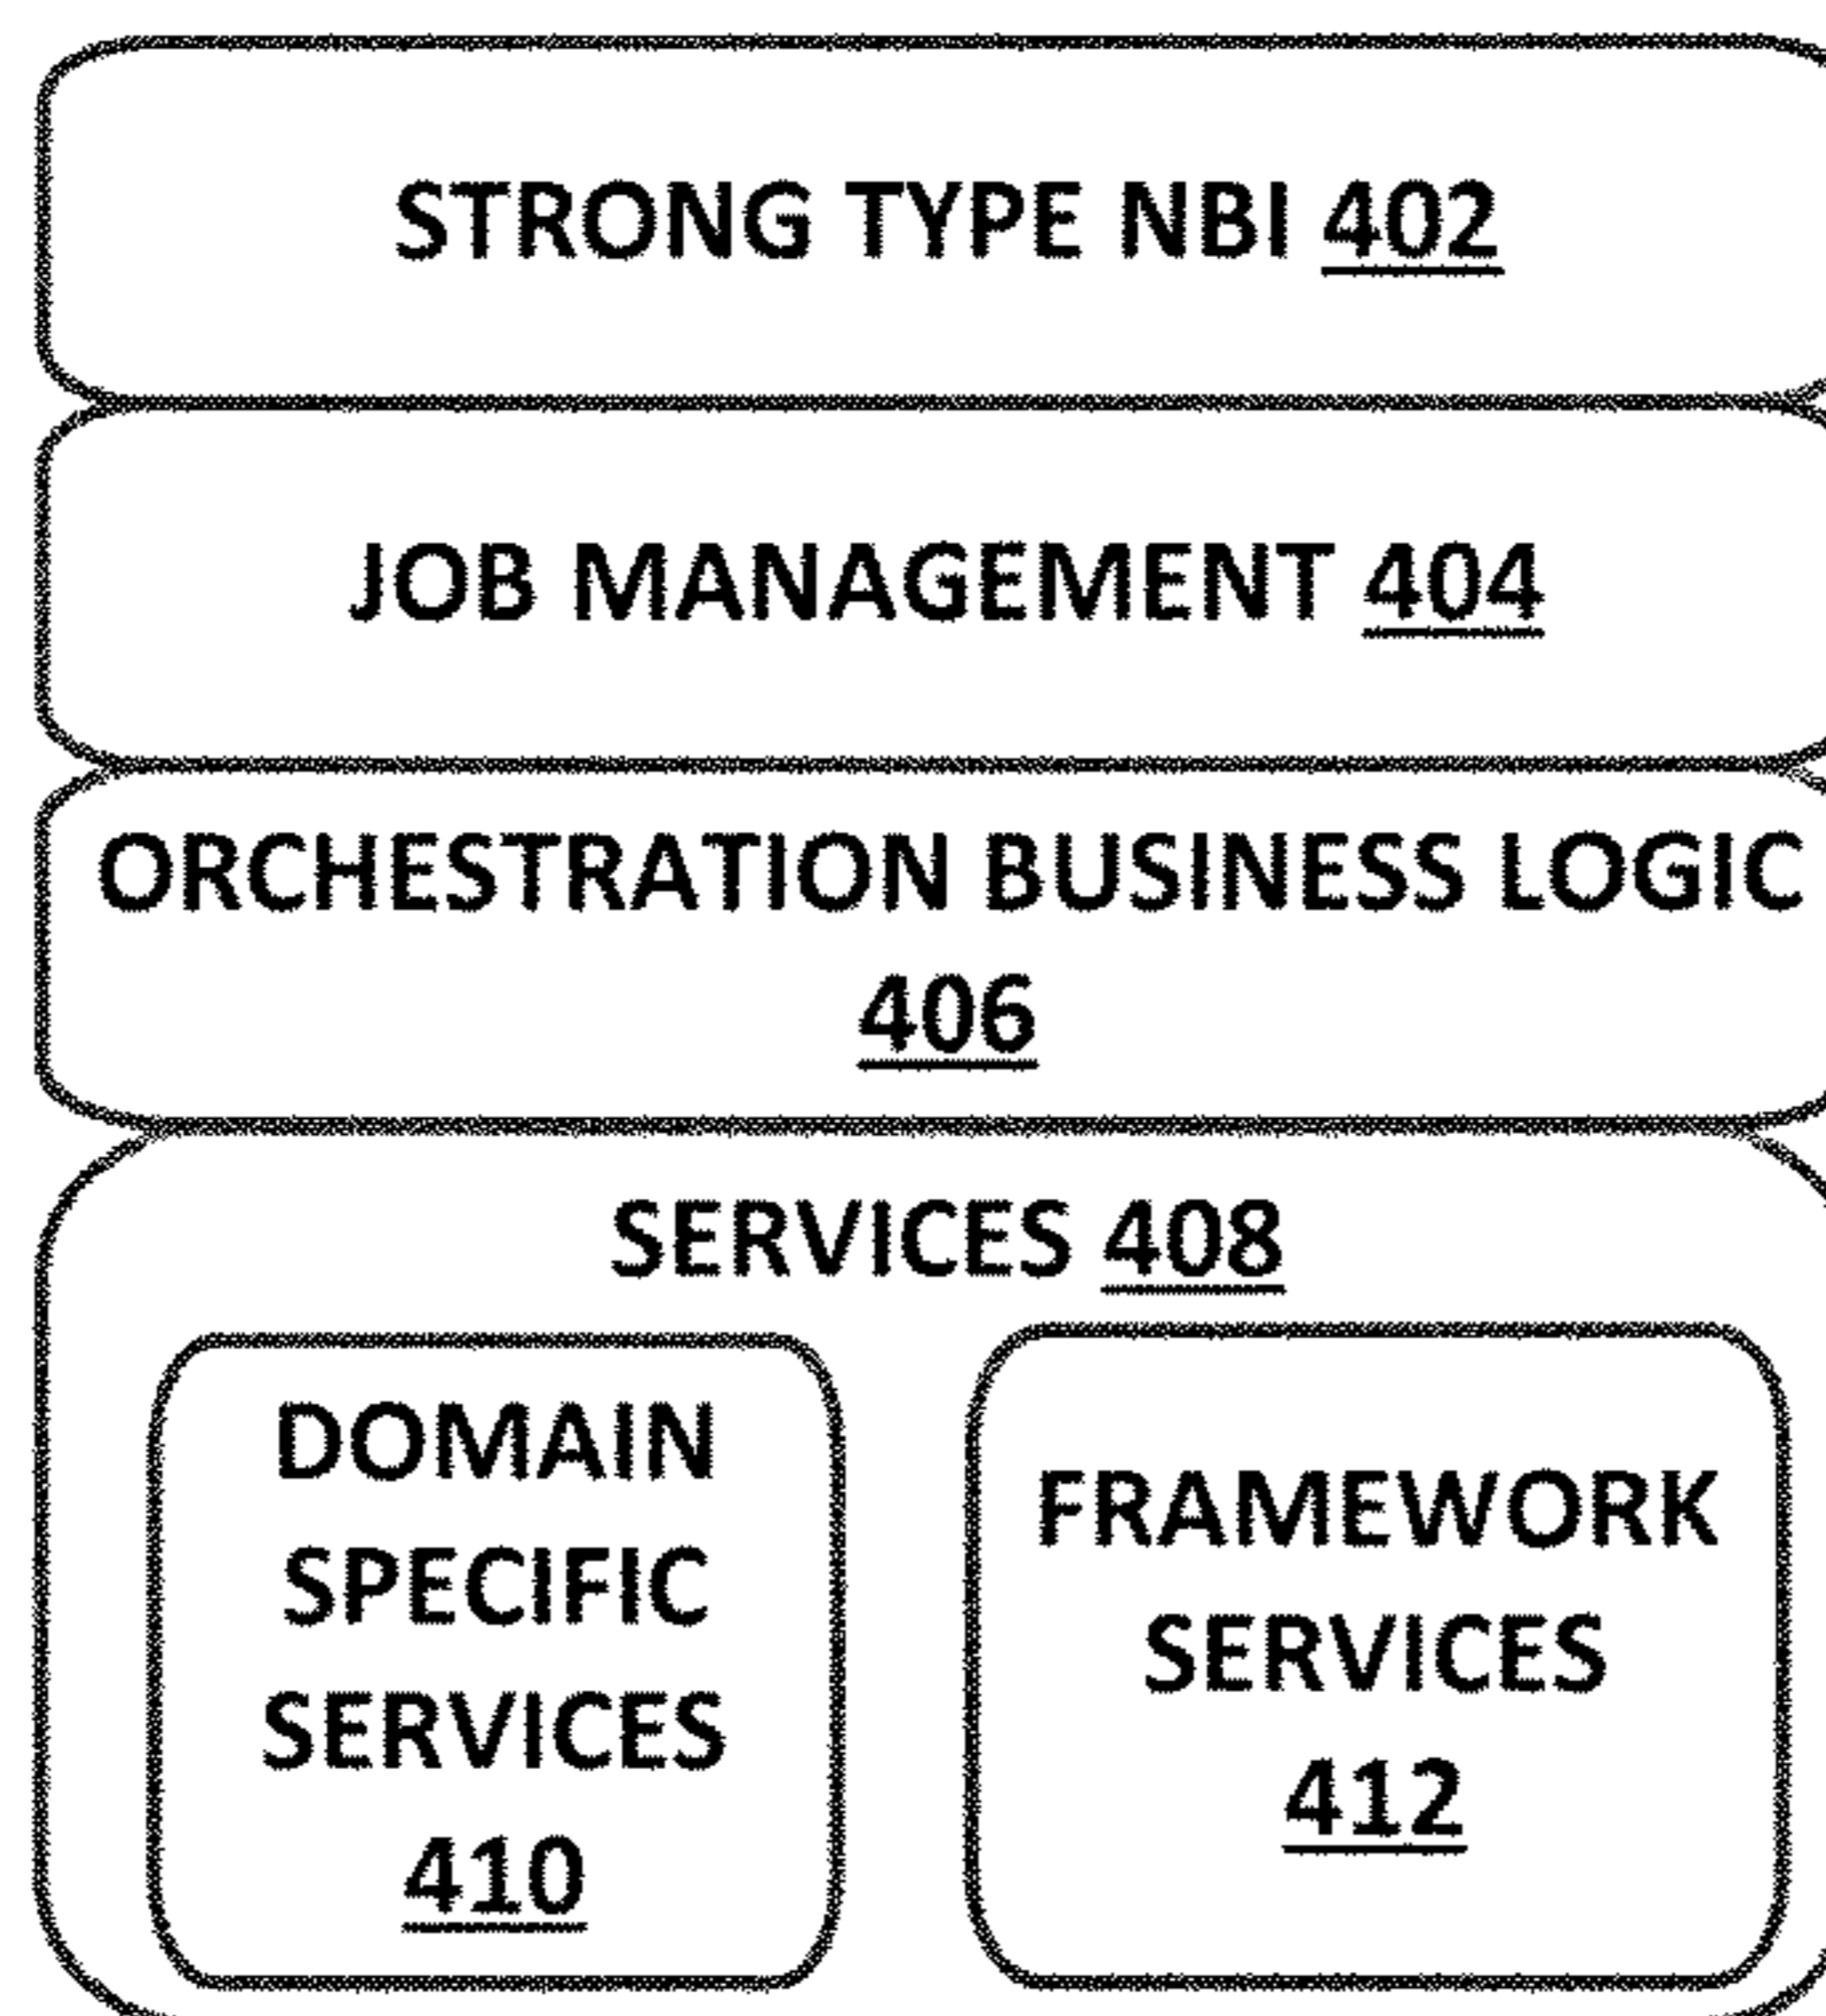 STRONG TYPE NBI 402
JOB MANAGEMENT 404
ORCHESTRATION BUSINESS LOGIC
406
SERVICES 408
DOMAIN
SPECIFIC
SERVICES
410
FRAMEWORK
SERVICES
412